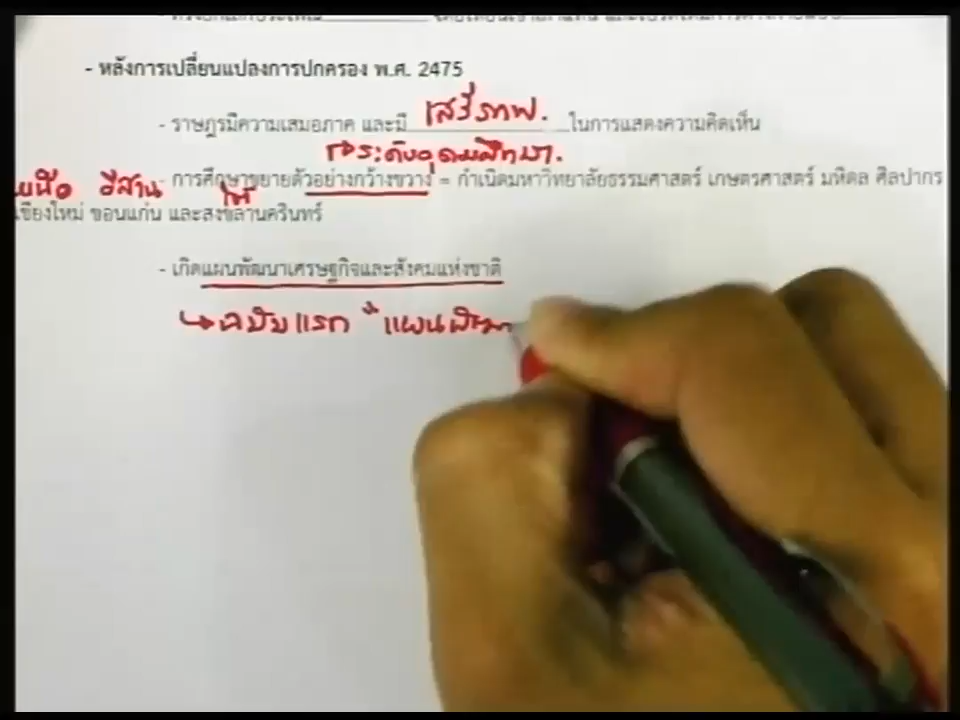 - หลังการเปลี่ยนแปลงการปกครอง พ.ศ. 2475
- ราษฎรมีความเสมอภาค และมี เสรีภาพ. ในการแสดงความคิดเห็น
ระดับอุดมศึกษา.
เหนือ อีสาน ใต้
- การศึกษาขยายตัวอย่างกว้างขวาง = กำเนิดมหาวิทยาลัยธรรมศาสตร์ เกษตรศาสตร์ มหิดล ศิลปากร
เชียงใหม่ ขอนแก่น และสงขลานครินทร์
- เกิดแผนพัฒนาเศรษฐกิจและสังคมแห่งชาติ
↳ ฉบับแรก "แผนพัฒนา